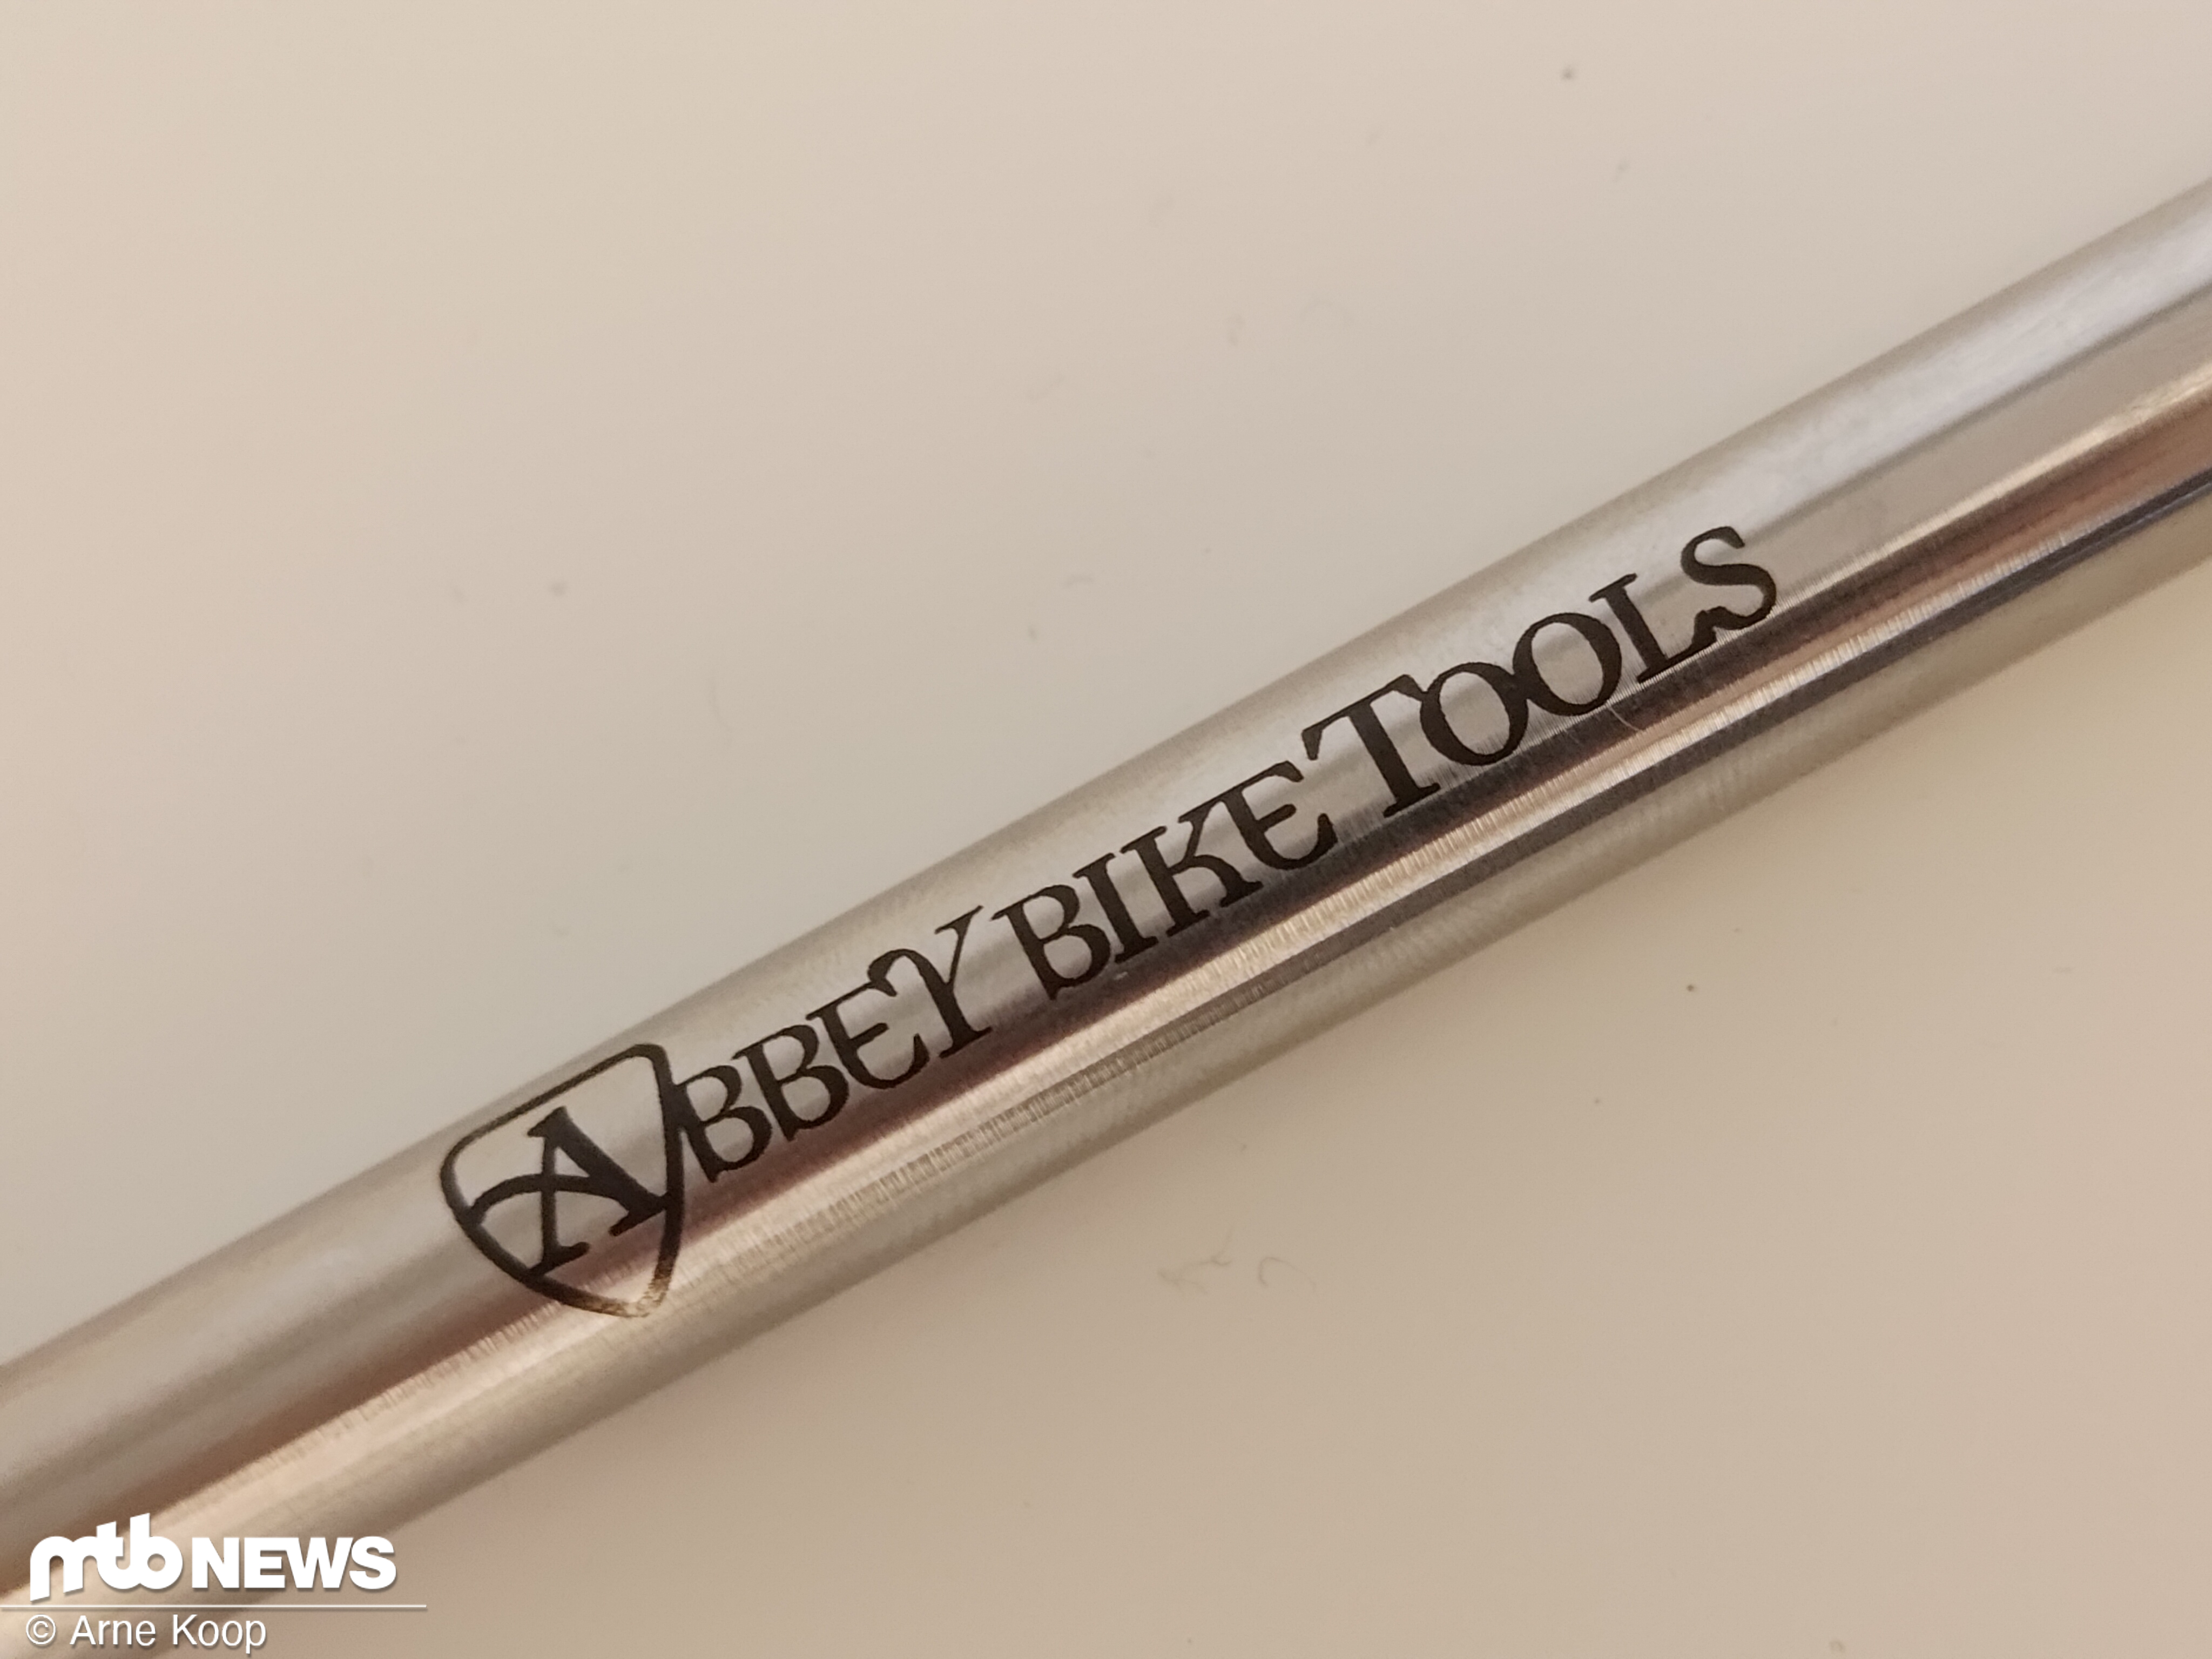 ABBEY BIKE TOOLS
mtb NEWS
© Arne Koop